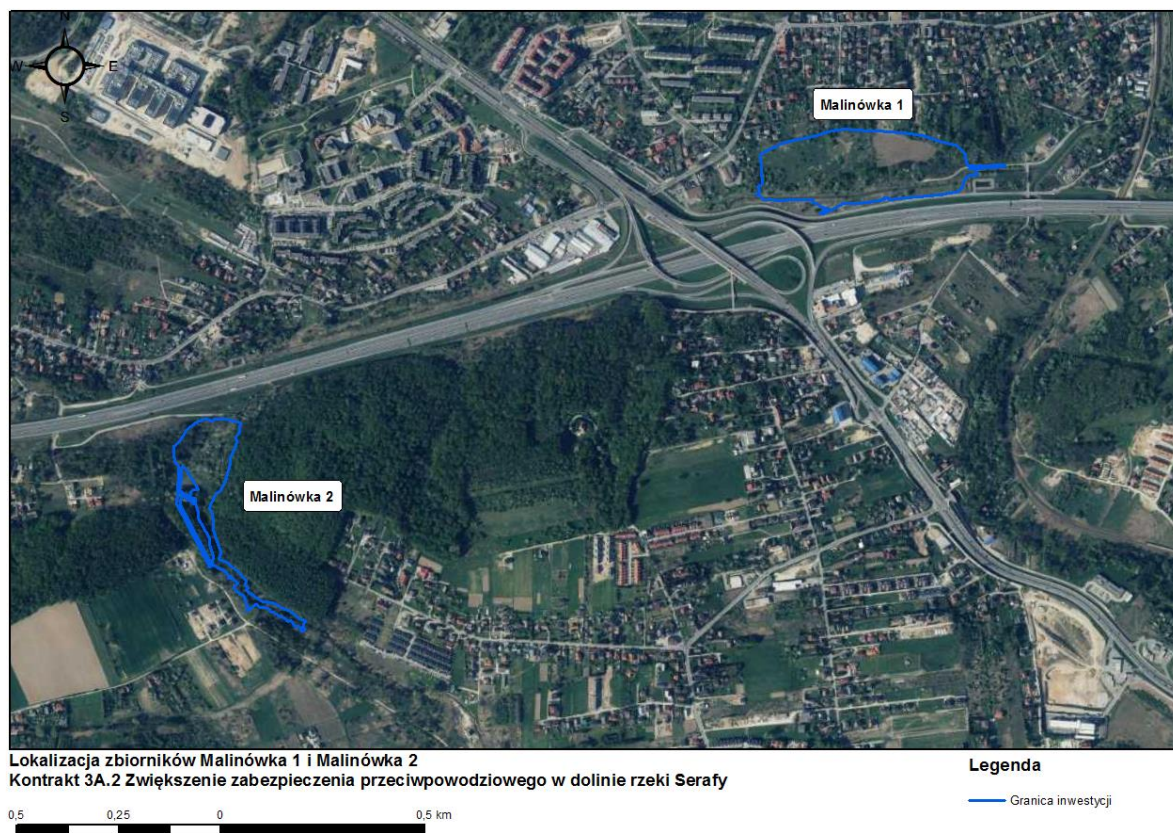 N
W E
S
Malinówka 1
Malinówka 2
Lokalizacja zbiorników Malinówka 1 i Malinówka 2
Kontrakt 3A.2 Zwiększenie zabezpieczenia przeciwpowodziowego w dolinie rzeki Serafy
Legenda
Granica inwestycji
0,5 0,25 0 0,5 km